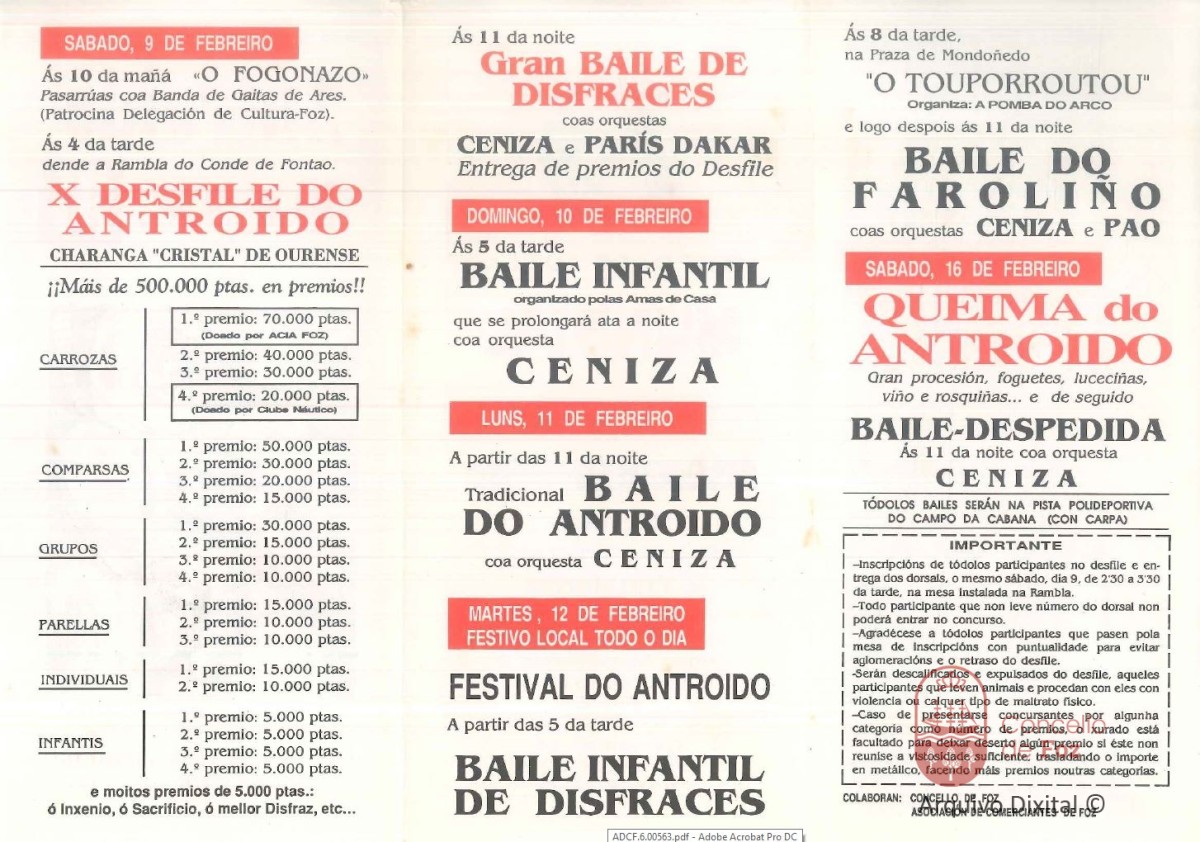 SABADO, 9 DE FEBREIRO
Ás 10 da mañá «O FOGONAZO»
Pasarrúas coa Banda de Gaitas de Ares.
(Patrocina Delegación de Cultura-Foz).
Ás 4 da tarde
dende a Rambla do Conde de Fontao.
X DESFILE DO
ANTROIDO
CHARANGA "CRISTAL" DE OURENSE
¡¡Máis de 500.000 ptas. en premios!!
CARROZAS
1.º premio: 70.000 ptas.
(Doado por ACIA FOZ)
2.º premio: 40.000 ptas.
3.º premio: 30.000 ptas.
4.º premio: 20.000 ptas.
(Doado por Clube Náutico)
COMPARSAS
1.º premio: 50.000 ptas.
2.º premio: 30.000 ptas.
3.º premio: 20.000 ptas.
4.º premio: 15.000 ptas.
GRUPOS
1.º premio: 30.000 ptas.
2.º premio: 15.000 ptas.
3.º premio: 10.000 ptas.
4.º premio: 10.000 ptas.
PARELLAS
1.º premio: 15.000 ptas.
2.º premio: 10.000 ptas.
3.º premio: 10.000 ptas.
INDIVIDUAIS
1.º premio: 15.000 ptas.
2.º premio: 10.000 ptas.
INFANTIS
1.º premio: 5.000 ptas.
2.º premio: 5.000 ptas.
3.º premio: 5.000 ptas.
4.º premio: 5.000 ptas.
e moitos premios de 5.000 ptas.:
ó Inxenio, ó Sacrificio, ó mellor Disfraz, etc...
Ás 11 da noite
Gran BAILE DE
DISFRACES
coas orquestas
CENIZA e PARÍS DAKAR
Entrega de premios do Desfile
DOMINGO, 10 DE FEBREIRO
Ás 5 da tarde
BAILE INFANTIL
organizado polas Amas de Casa
que se prolongará ata a noite
coa orquesta
CENIZA
LUNS, 11 DE FEBREIRO
A partir das 11 da noite
Tradicional BAILE
DO ANTROIDO
coa orquesta CENIZA
MARTES, 12 DE FEBREIRO
FESTIVO LOCAL TODO O DIA
FESTIVAL DO ANTROIDO
A partir das 5 da tarde
BAILE INFANTIL
DE DISFRACES
Ás 8 da tarde,
na Praza de Mondoñedo
"O TOUPORROUTOU"
Organiza: A POMBA DO ARCO
e logo despois ás 11 da noite
BAILE DO
FAROLIÑO
coas orquestas CENIZA e PAO
SABADO, 16 DE FEBREIRO
QUEIMA do
ANTROIDO
Gran procesión, foguetes, luceciñas,
viño e rosquiñas... e de seguido
BAILE-DESPEDIDA
Ás 11 da noite coa orquesta
CENIZA
TÓDOLOS BAILES SERÁN NA PISTA POLIDEPORTIVA
DO CAMPO DA CABANA (CON CARPA)
IMPORTANTE
–Inscripcións de tódolos participantes no desfile e en-
trega dos dorsais, o mesmo sábado, dia 9, de 2'30 a 3'30
da tarde, na mesa instalada na Rambla.
–Todo participante que non leve número do dorsal non
poderá entrar no concurso.
–Agradécese a tódolos participantes que pasen pola
mesa de inscripcións con puntualidade para evitar
aglomeracións e o retraso do desfile.
–Serán descalificados e expulsados do desfile, aqueles
participantes que leven animais e procedan con eles con
violencia ou calquer tipo de maltrato físico.
–Caso de presentarse concursantes por algunha
categoría como número de premios, o xurado está
facultado para deixar deserto algún premio si éste non
reunise a vistosidade suficiente, trasladando o importe
en metálico, facendo máis premios noutras categorías.
Concello
de Foz
COLABORAN: CONCELLO DE FOZ
ASOCIACIÓN DE COMERCIANTES DE FOZ
Arquivo Dixital ©
ADCF.6.00563.pdf - Adobe Acrobat Pro DC